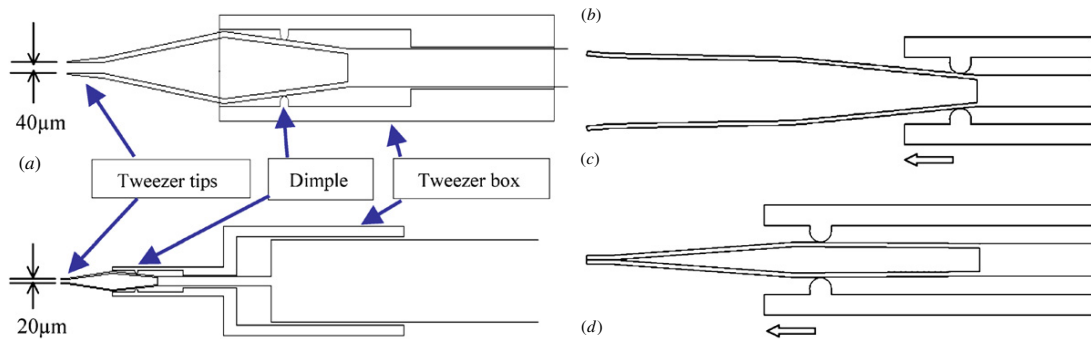 (b)
40μm
(a)
Tweezer tips
Dimple
Tweezer box
(c)
20μm
(d)